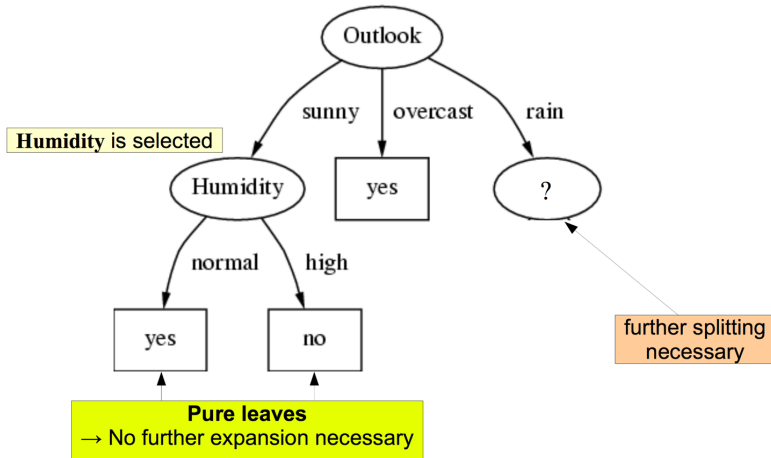 Outlook
sunny
overcast
rain
Humidity is selected
Humidity
yes
?
normal
high
yes
no
further splitting
necessary
Pure leaves
→ No further expansion necessary